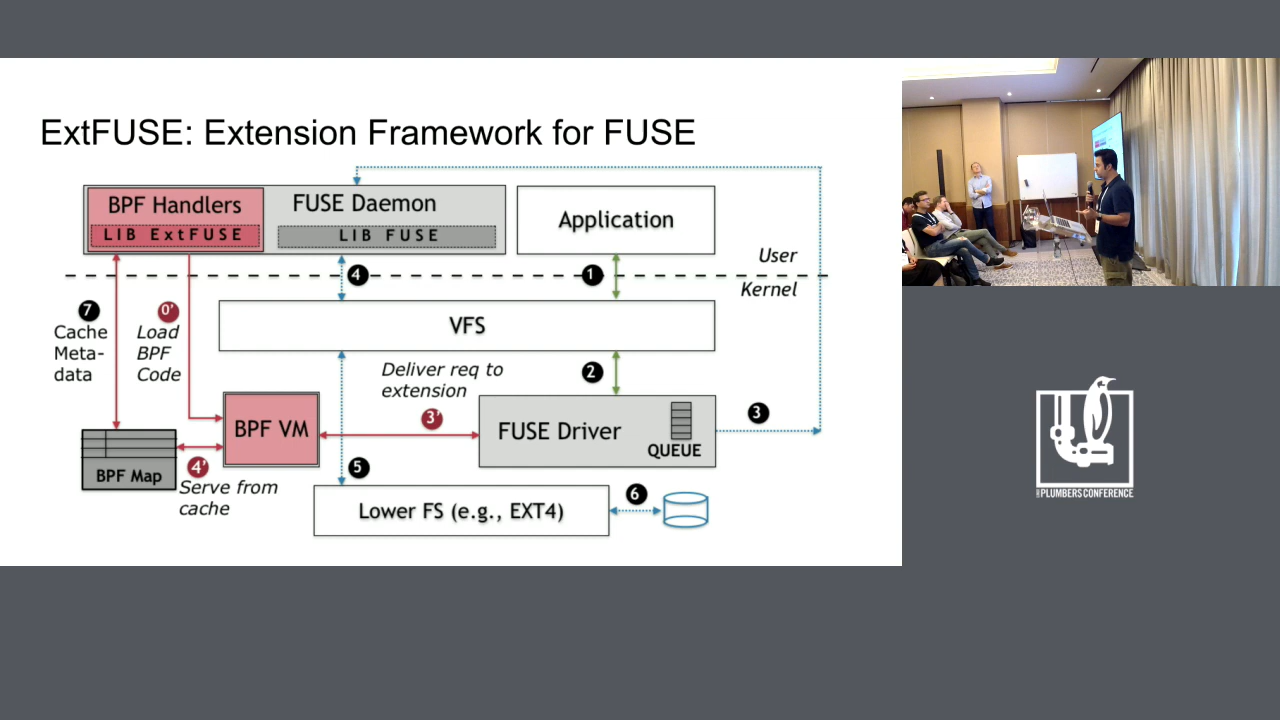 ExtFUSE: Extension Framework for FUSE
BPF Handlers
LIB ExtFUSE
FUSE Daemon
LIB FUSE
Application
User
Kernel
4
1
7
Cache
Meta-
data
0'
Load
BPF
Code
VFS
Deliver req to
extension
2
3'
3
BPF VM
FUSE Driver
QUEUE
BPF Map
4'
Serve from
cache
5
Lower FS (e.g., EXT4)
6
PLUMBERS CONFERENCE